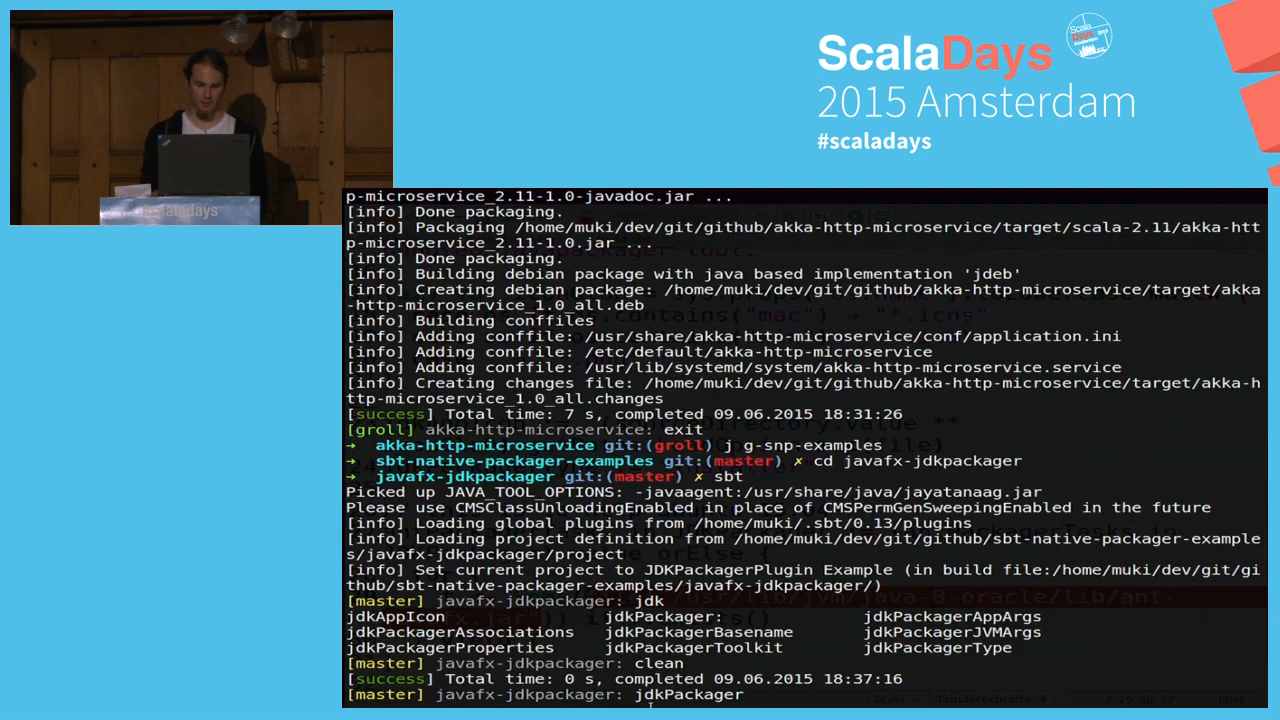 ScalaDays
2015 Amsterdam
#scaladays
#scaladays
p-microservice_2.11-1.0-javadoc.jar ...
[info] Done packaging.
[info] Packaging /home/muki/dev/git/github/akka-http-microservice/target/scala-2.11/akka-htt
p-microservice_2.11-1.0.jar ...
[info] Done packaging.
[info] Building debian package with java based implementation 'jdeb'
[info] Creating debian package: /home/muki/dev/git/github/akka-http-microservice/target/akka
-http-microservice_1.0_all.deb
[info] Building conffiles
[info] Adding conffile: /usr/share/akka-http-microservice/conf/application.ini
[info] Adding conffile: /etc/default/akka-http-microservice
[info] Adding conffile: /usr/lib/systemd/system/akka-http-microservice.service
[info] Creating changes file: /home/muki/dev/git/github/akka-http-microservice/target/akka-h
ttp-microservice_1.0_all.changes
[success] Total time: 7 s, completed 09.06.2015 18:31:26
[groll] akka-http-microservice: exit
→ akka-http-microservice git:(groll) j g-snp-examples
→ sbt-native-packager-examples git:(master) ✗ cd javafx-jdkpackager
→ javafx-jdkpackager git:(master) ✗ sbt
Picked up JAVA_TOOL_OPTIONS: -javaagent:/usr/share/java/jayatanaag.jar
Please use CMSClassUnloadingEnabled in place of CMSPermGenSweepingEnabled in the future
[info] Loading global plugins from /home/muki/.sbt/0.13/plugins
[info] Loading project definition from /home/muki/dev/git/github/sbt-native-packager-example
s/javafx-jdkpackager/project
[info] Set current project to JDKPackagerPlugin Example (in build file:/home/muki/dev/git/gi
thub/sbt-native-packager-examples/javafx-jdkpackager/)
[master] javafx-jdkpackager: jdk
jdkAppIcon jdkPackager: jdkPackagerAppArgs
jdkPackagerAssociations jdkPackagerBasename jdkPackagerJVMArgs
jdkPackagerProperties jdkPackagerToolkit jdkPackagerType
[master] javafx-jdkpackager: clean
[success] Total time: 0 s, completed 09.06.2015 18:37:16
[master] javafx-jdkpackager: jdkPackager